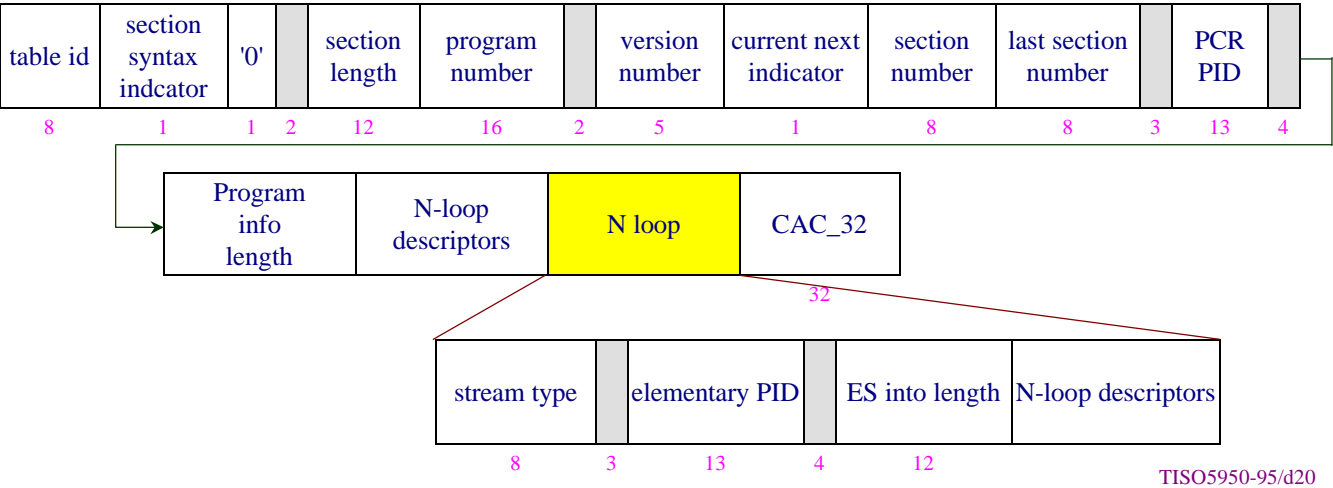 table id
section
syntax
indcator
'0'
section
length
program
number
version
number
current next
indicator
section
number
last section
number
PCR
PID
8 1 1 2 12 16 2 5 1 8 8 3 13 4
Program
info
length
N-loop
descriptors
N loop
CAC_32
32
stream type
elementary PID
ES into length
N-loop descriptors
8 3 13 4 12
TISO5950-95/d20